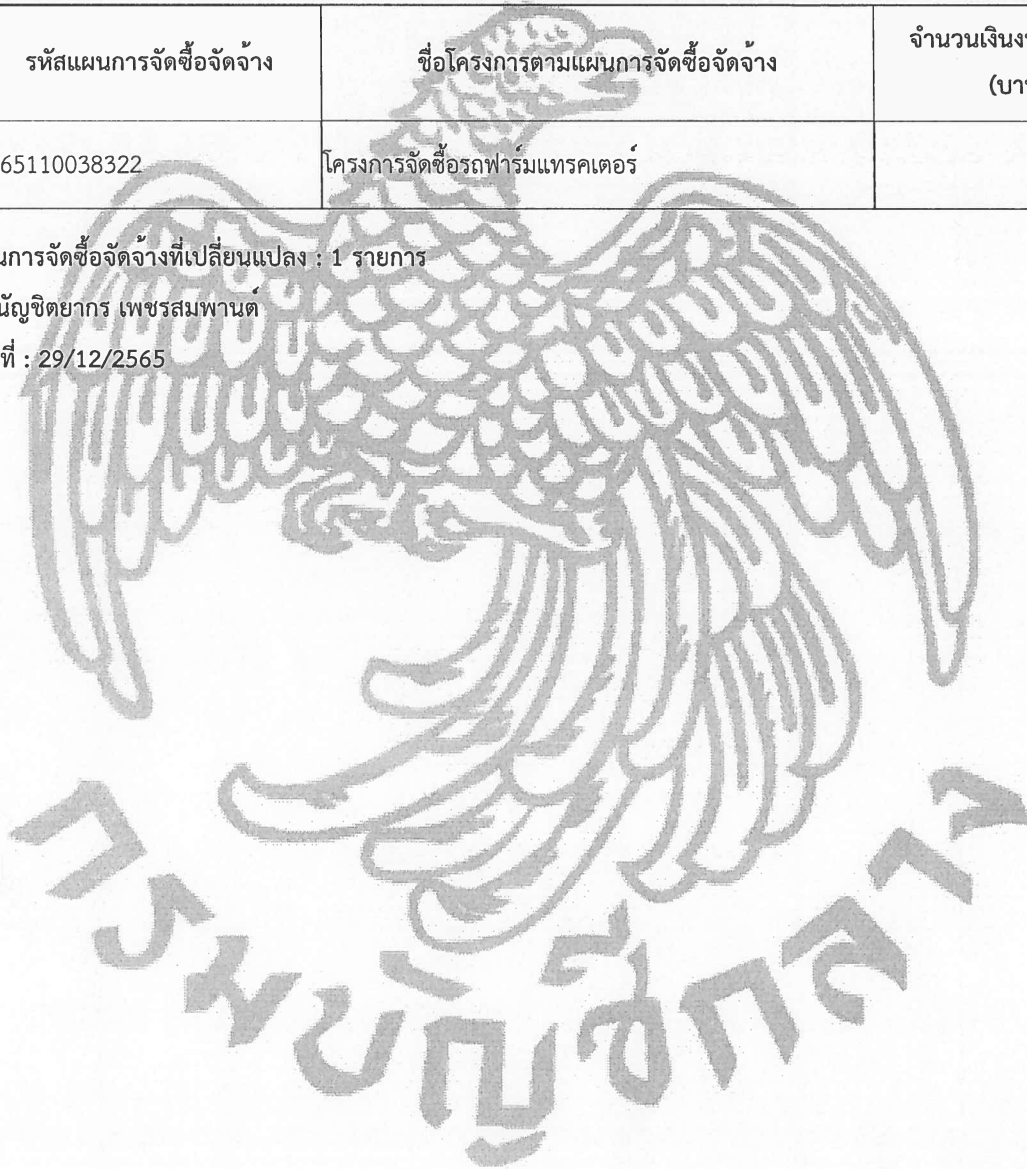 รหัสแผนการจัดซื้อจัดจ้าง
ชื่อโครงการตามแผนการจัดซื้อจัดจ้าง
จำนวนเงินง
(บา
65110038322
โครงการจัดซื้อรถฟาร์มแทรคเตอร์
นการจัดซื้อจัดจ้างที่เปลี่ยนแปลง : 1 รายการ
นัญชิตยากร เพชรสมพานต์
ที่ : 29/12/2565
กรมบัญชีกลาง